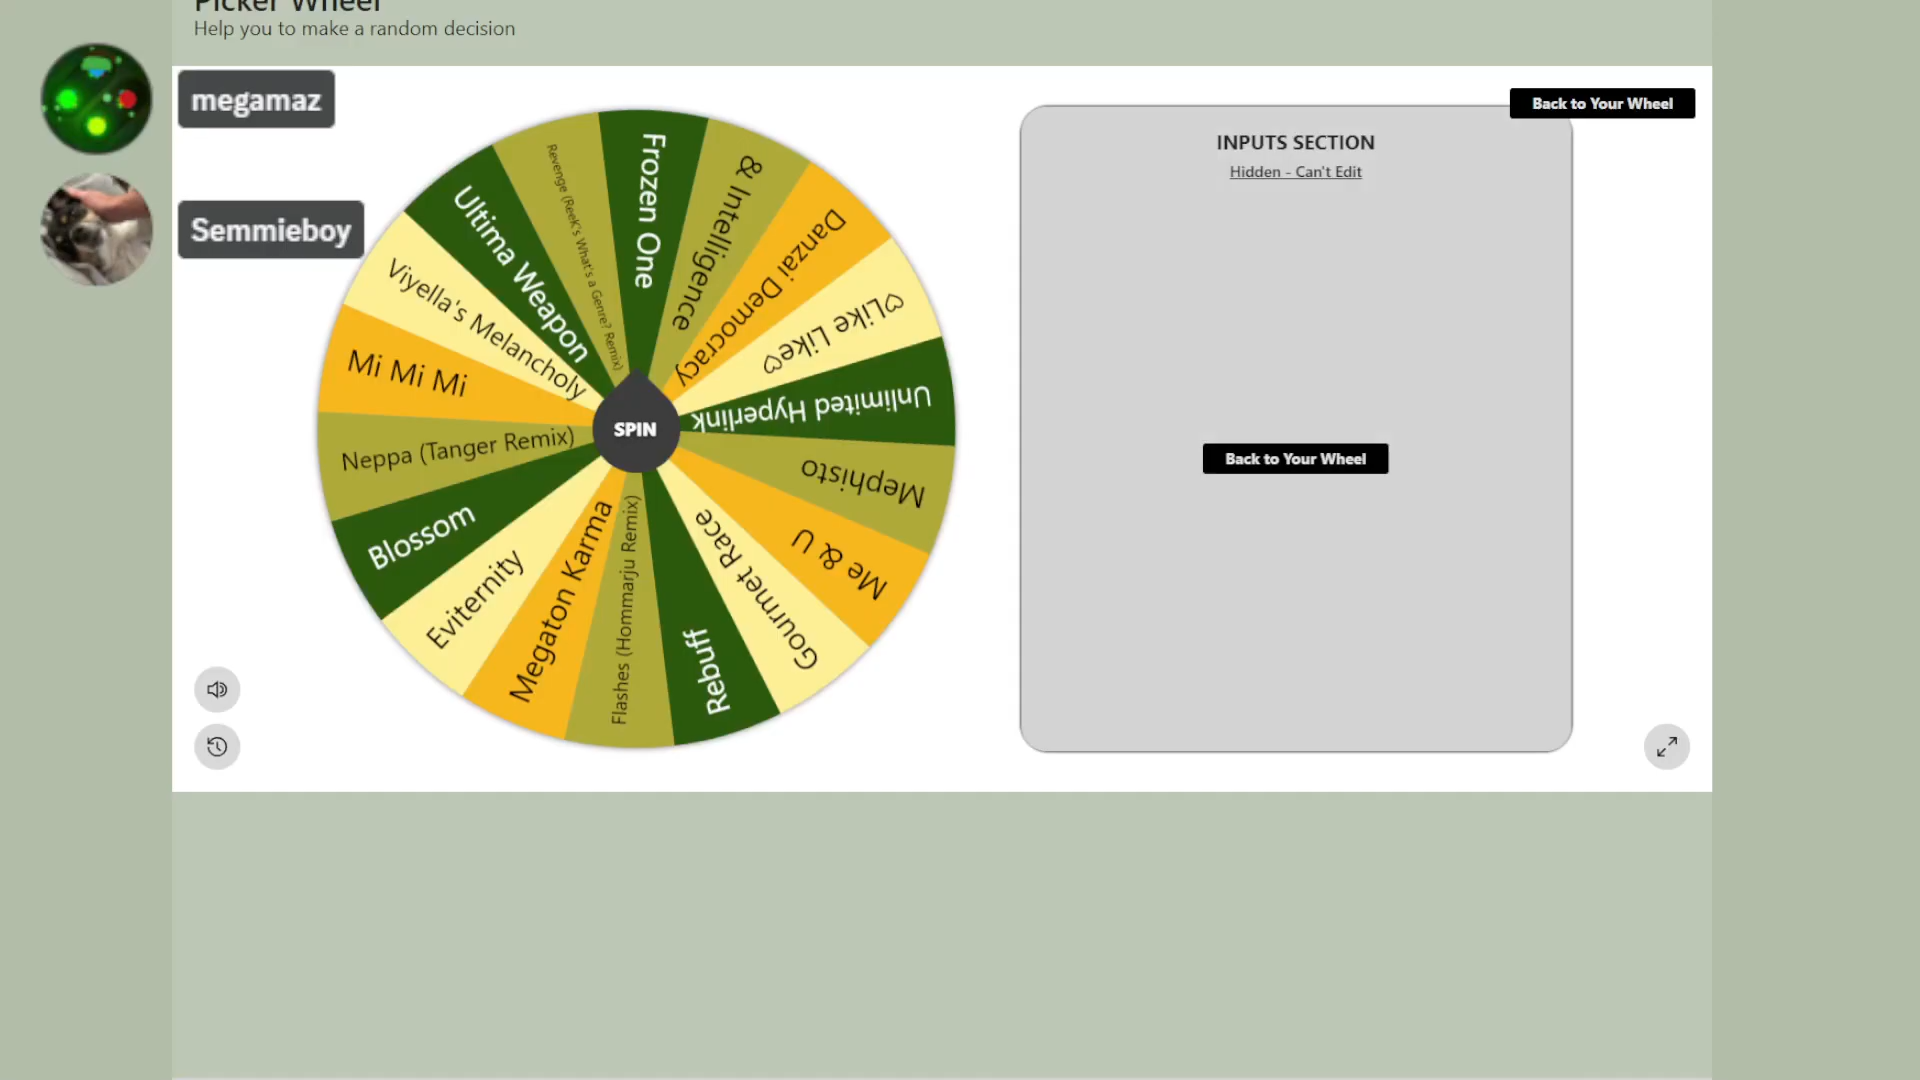 Picker Wheel
Help you to make a random decision
megamaz
Semmieboy
Back to Your Wheel
INPUTS SECTION
Hidden - Can't Edit
Back to Your Wheel
Frozen One
& Intelligence
Danzai Democracy
♡Like Like♡
Unlimited Hyperlink
Mephisto
Me & U
Gourmet Race
Rebuff
Flashes (Hommarju Remix)
Megaton Karma
Eviternity
Blossom
Neppa (Tanger Remix)
Mi Mi Mi
Viyella's Melancholy
Ultima Weapon
Revenge (ReeK's What's a Genre? Remix)
SPIN